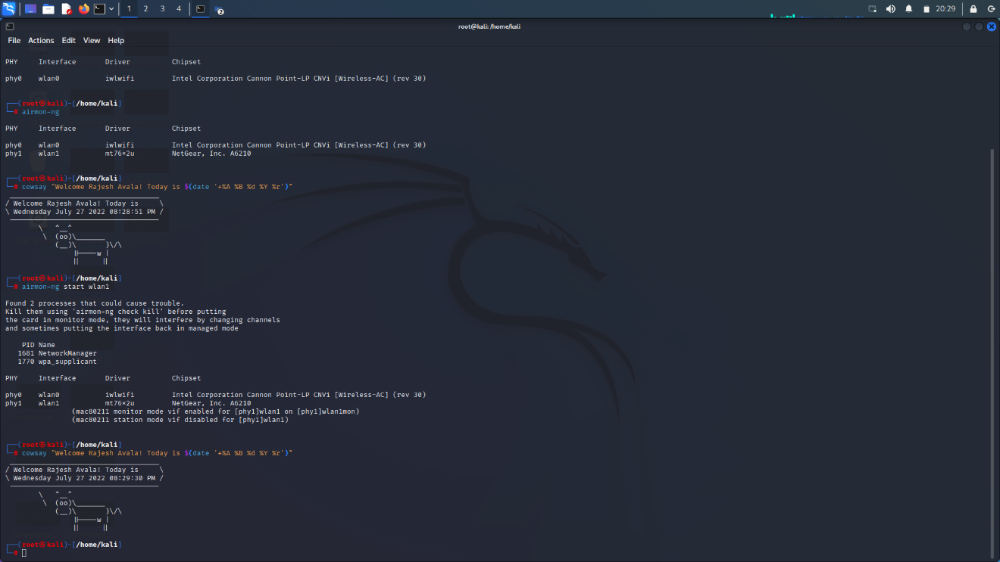 1 2 3 4 2 20:29
root@kali: /home/kali
File Actions Edit View Help
PHY Interface Driver Chipset
phy0 wlan0 iwlwifi Intel Corporation Cannon Point-LP CNVi [Wireless-AC] (rev 30)
┌──(root㉿kali)-[/home/kali]
└─# airmon-ng
PHY Interface Driver Chipset
phy0 wlan0 iwlwifi Intel Corporation Cannon Point-LP CNVi [Wireless-AC] (rev 30)
phy1 wlan1 mt76×2u NetGear, Inc. A6210
┌──(root㉿kali)-[/home/kali]
└─# cowsay "Welcome Rajesh Avala! Today is $(date '+%A %B %d %Y %r')"
/ Welcome Rajesh Avala! Today is \
\ Wednesday July 27 2022 08:28:51 PM /
\ ^__^
\ (oo)\_______
(__)\ )\/\
||----w |
|| ||
┌──(root㉿kali)-[/home/kali]
└─# airmon-ng start wlan1
Found 2 processes that could cause trouble.
Kill them using 'airmon-ng check kill' before putting
the card in monitor mode, they will interfere by changing channels
and sometimes putting the interface back in managed mode
PID Name
1681 NetworkManager
1770 wpa_supplicant
PHY Interface Driver Chipset
phy0 wlan0 iwlwifi Intel Corporation Cannon Point-LP CNVi [Wireless-AC] (rev 30)
phy1 wlan1 mt76×2u NetGear, Inc. A6210
(mac80211 monitor mode vif enabled for [phy1]wlan1 on [phy1]wlan1mon)
(mac80211 station mode vif disabled for [phy1]wlan1)
┌──(root㉿kali)-[/home/kali]
└─# cowsay "Welcome Rajesh Avala! Today is $(date '+%A %B %d %Y %r')"
/ Welcome Rajesh Avala! Today is \
\ Wednesday July 27 2022 08:29:30 PM /
\ ^__^
\ (oo)\_______
(__)\ )\/\
||----w |
|| ||
┌──(root㉿kali)-[/home/kali]
└─#